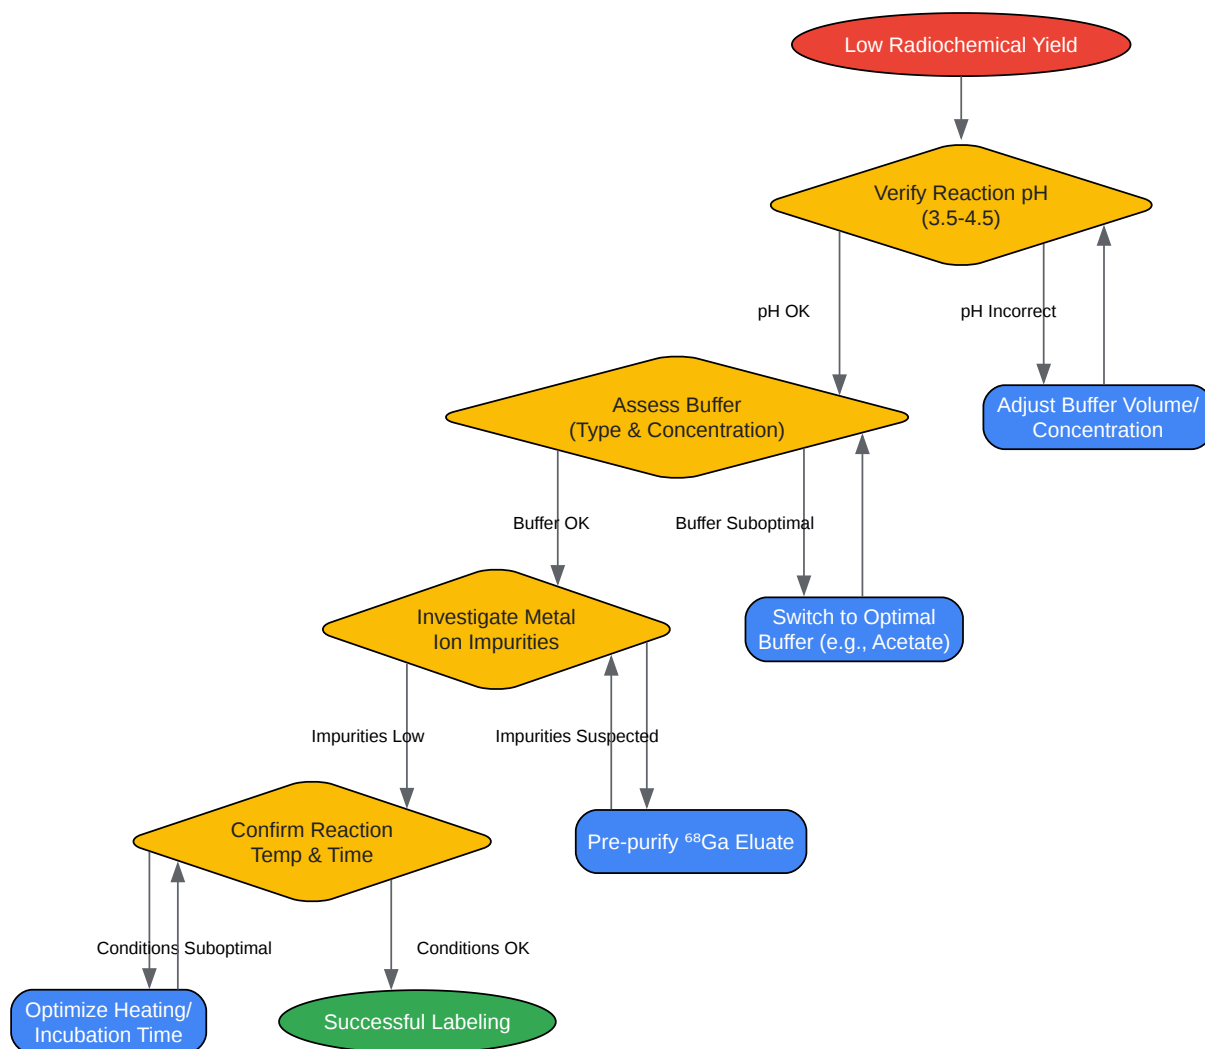 Low Radiochemical Yield
Verify Reaction pH
(3.5-4.5)
pH OK
pH Incorrect
Adjust Buffer Volume/
Concentration
Assess Buffer
(Type & Concentration)
Buffer OK
Buffer Suboptimal
Switch to Optimal
Buffer (e.g., Acetate)
Investigate Metal
Ion Impurities
Impurities Low
Impurities Suspected
Pre-purify ⁶⁸Ga Eluate
Confirm Reaction
Temp & Time
Conditions Suboptimal
Conditions OK
Optimize Heating/
Incubation Time
Successful Labeling